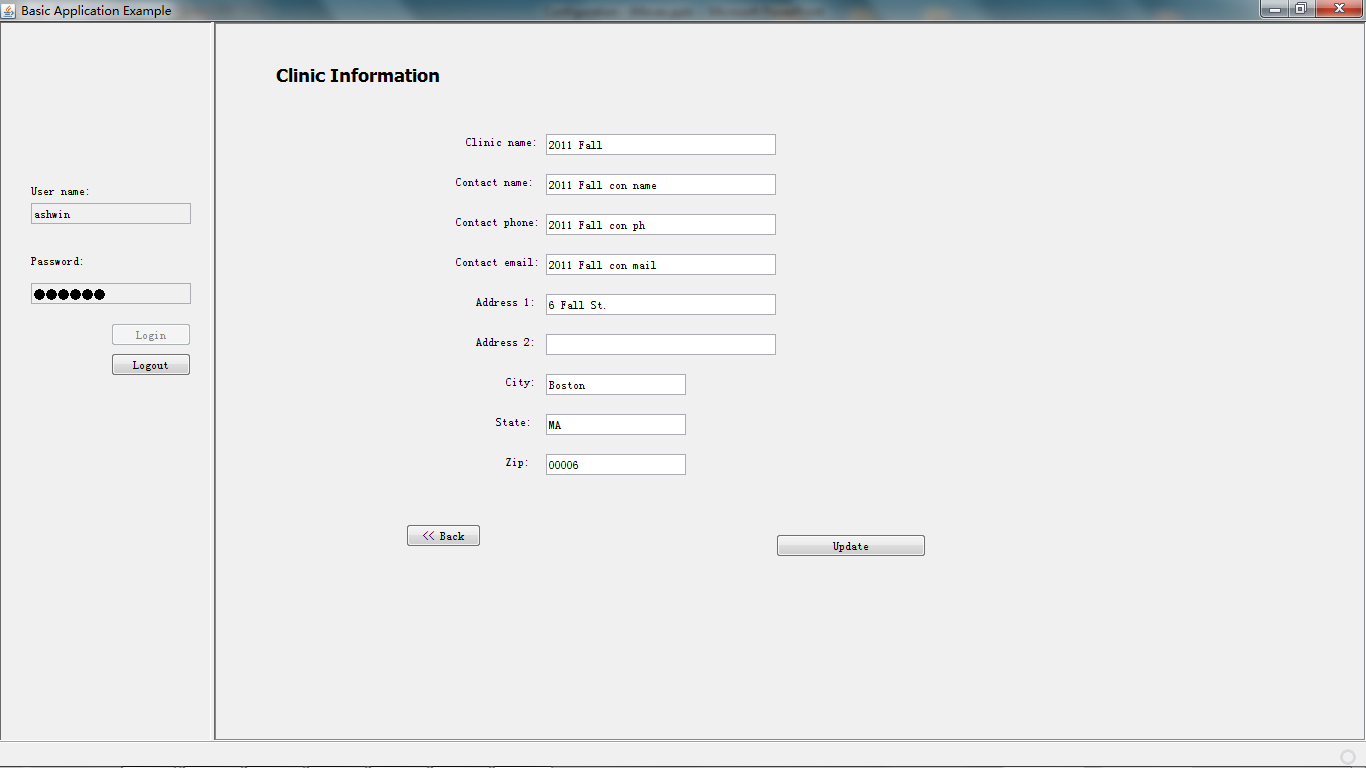 Basic Application Example
Clinic Information
User name:
ashwin
Password:
Login
Logout
Clinic name: 2011 Fall
Contact name: 2011 Fall con name
Contact phone: 2011 Fall con ph
Contact email: 2011 Fall con mail
Address 1: 6 Fall St.
Address 2:
City: Boston
State: MA
Zip: 00006
<< Back
Update